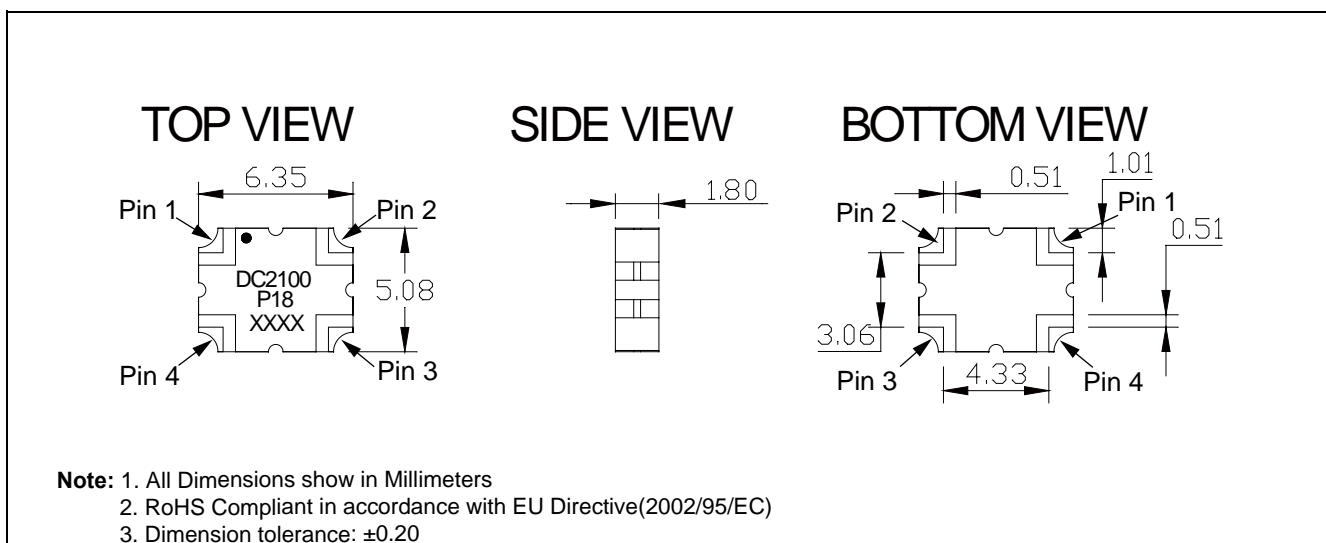 TOP VIEW
SIDE VIEW
BOTTOM VIEW
6.35
Pin 1
Pin 2
DC2100
P18
XXXX
5.08
Pin 4
Pin 3
1.80
0.51
1.01
Pin 2
Pin 1
0.51
3.06
Pin 3
4.33
Pin 4
Note: 1. All Dimensions show in Millimeters
2. RoHS Compliant in accordance with EU Directive(2002/95/EC)
3. Dimension tolerance: ±0.20